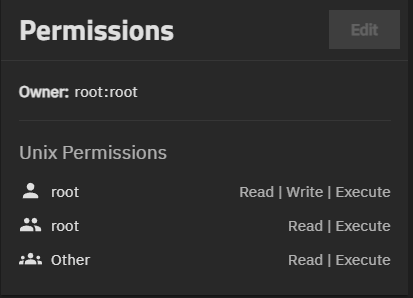 Permissions
Edit
Owner: root:root
Unix Permissions
root Read | Write | Execute
root Read | Execute
Other Read | Execute